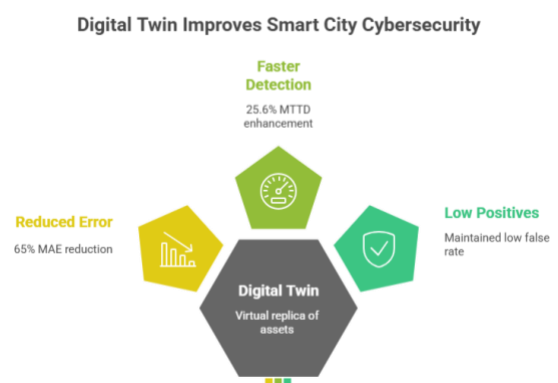 Digital Twin Improves Smart City Cybersecurity
Faster
Detection
25.6% MTTD
enhancement
Reduced Error
65% MAE reduction
Low Positives
Maintained low false
rate
Digital Twin
Virtual replica of
assets